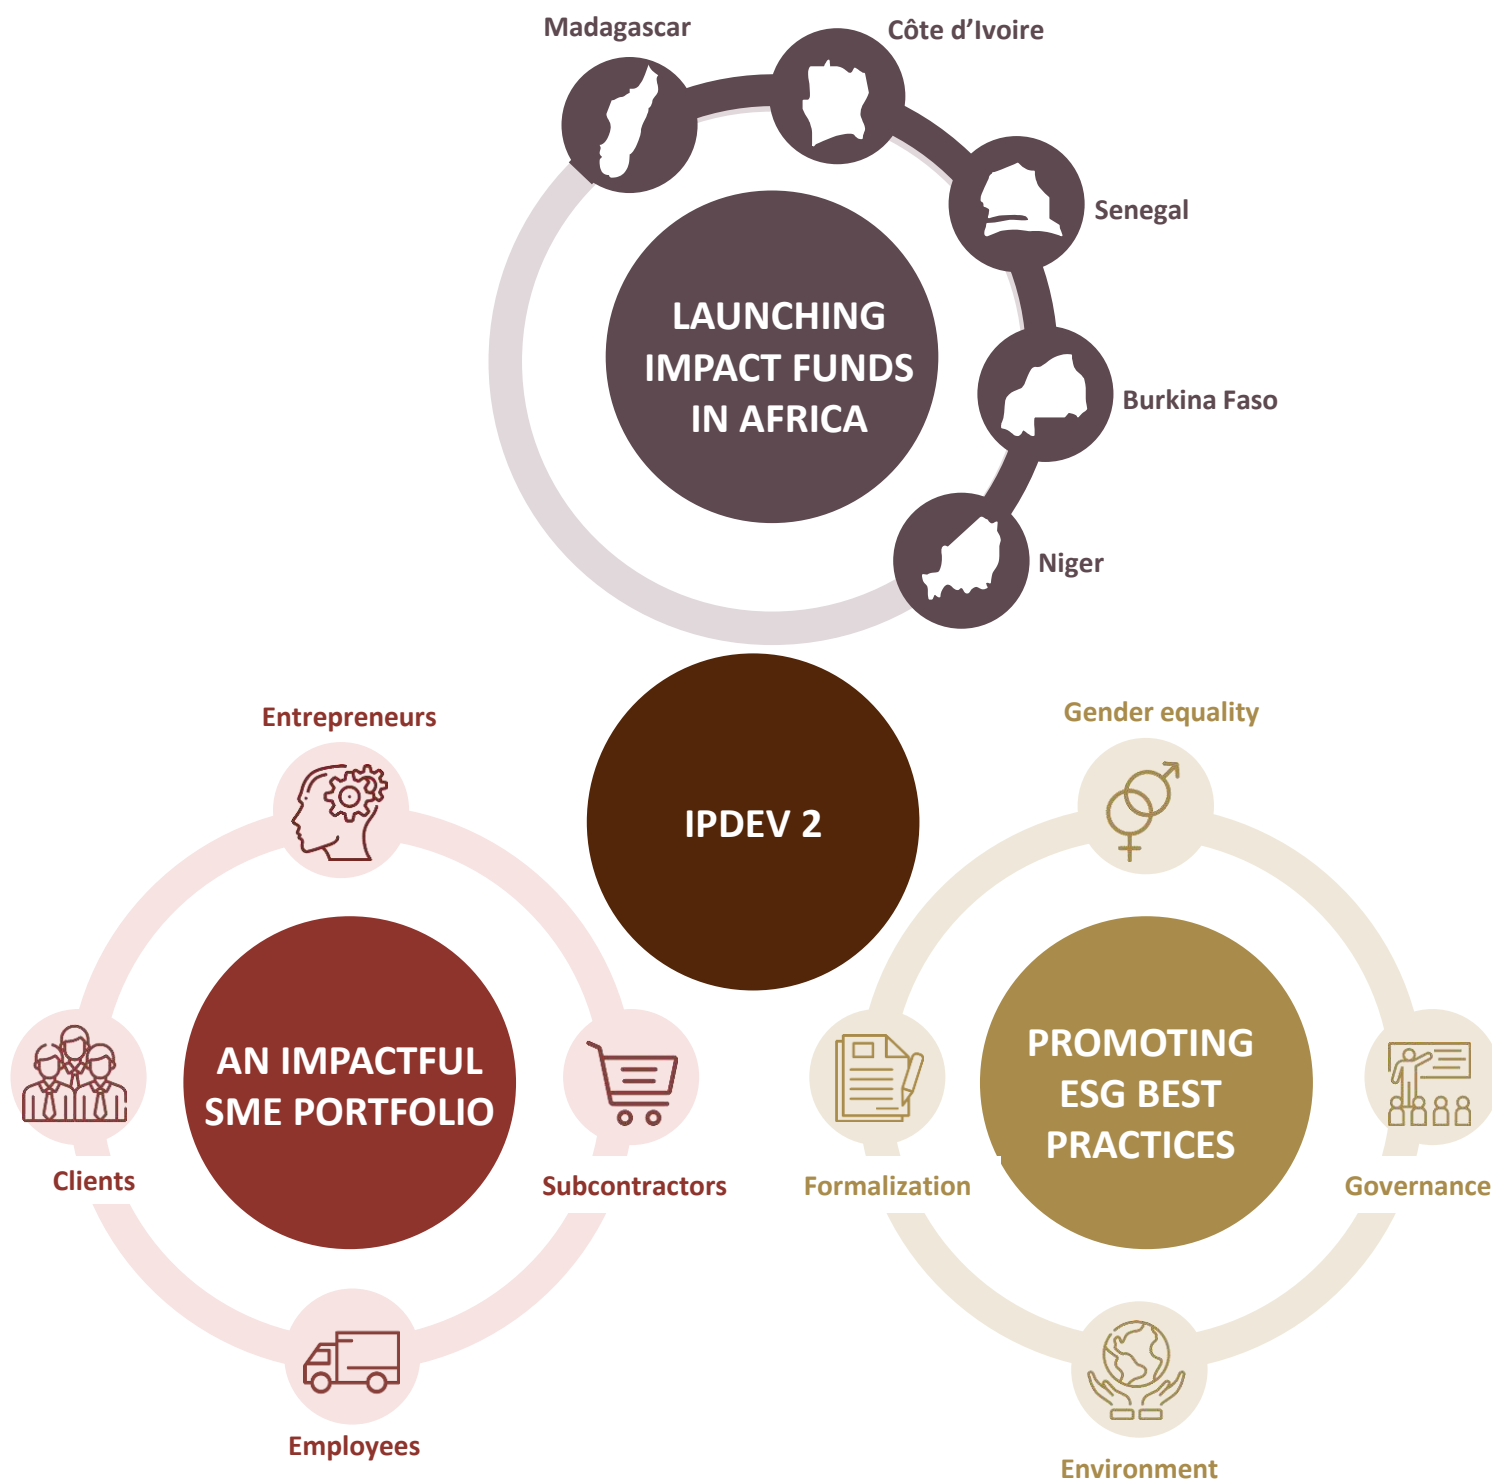 Madagascar
Côte d’Ivoire
Senegal
LAUNCHING
IMPACT FUNDS
IN AFRICA
Burkina Faso
Niger
IPDEV 2
Entrepreneurs
AN IMPACTFUL
SME PORTFOLIO
Clients
Subcontractors
Employees
Gender equality
PROMOTING
ESG BEST
PRACTICES
Formalization
Governance
Environment